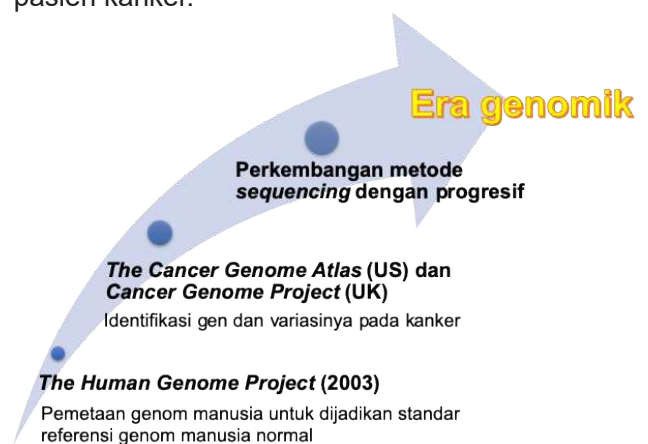 pasien kanker.
Era genomik
Perkembangan metode
sequencing dengan progresif
The Cancer Genome Atlas (US) dan
Cancer Genome Project (UK)
Identifikasi gen dan variasinya pada kanker
The Human Genome Project (2003)
Pemetaan genom manusia untuk dijadikan standar
referensi genom manusia normal